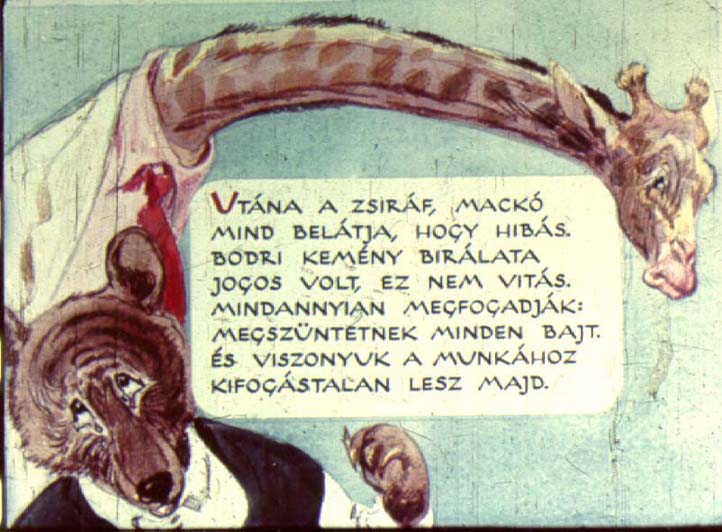 UTÁNA A ZSIRÁF, MACKÓ
MIND BELÁTJA, HOGY HIBÁS.
BODRI KEMÉNY BIRÁLATA
JOGOS VOLT, EZ NEM VITÁS.
MINDANNYIAN MEGFOGADJÁK:
MEGSZÜNTETNEK MINDEN BAJT.
ÉS VISZONYUK A MUNKÁHOZ
KIFOGÁSTALAN LESZ MAJD.